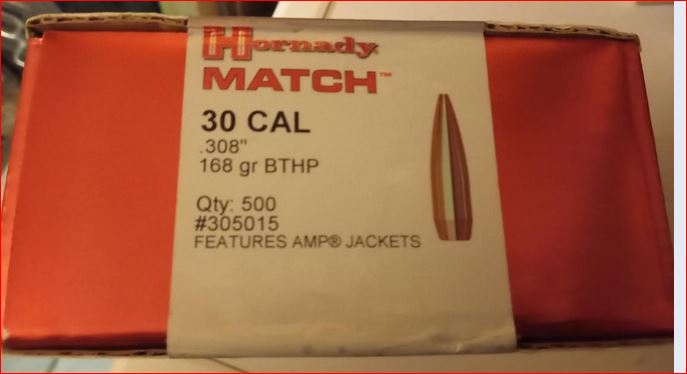 Hornady
MATCH™
30 CAL
.308"
168 gr BTHP
Qty: 500
#305015
FEATURES AMP® JACKETS